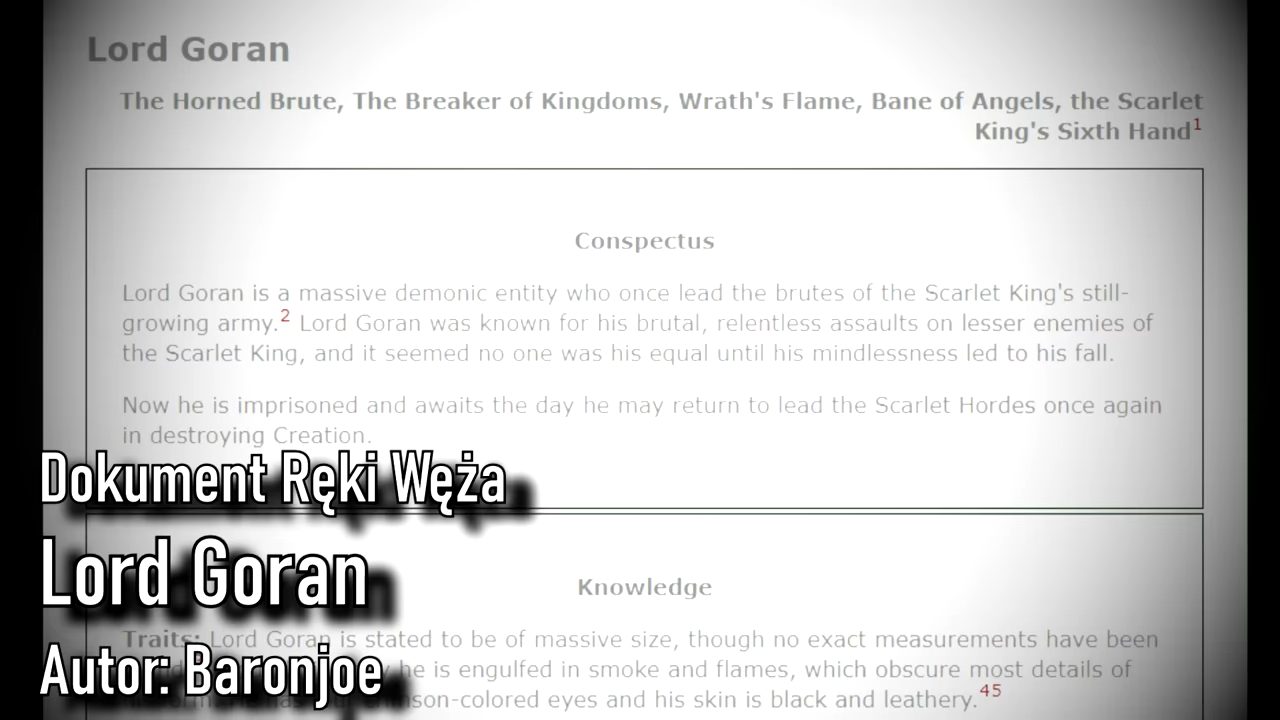 Lord Goran
The Horned Brute, The Breaker of Kingdoms, Wrath's Flame, Bane of Angels, the Scarlet
King's Sixth Hand1
Conspectus
Lord Goran is a massive demonic entity who once lead the brutes of the Scarlet King's still-
growing army.2 Lord Goran was known for his brutal, relentless assaults on lesser enemies of
the Scarlet King, and it seemed no one was his equal until his mindlessness led to his fall.
Now he is imprisoned and awaits the day he may return to lead the Scarlet Hordes once again
in destroying Creation.
Dokument Ręki Węża
Lord Goran
Knowledge
Traits: Lord Goran is stated to be of massive size, though no exact measurements have been
he is engulfed in smoke and flames, which obscure most details of
Autor: Baronjoe
eyes and his skin is black and leathery.45